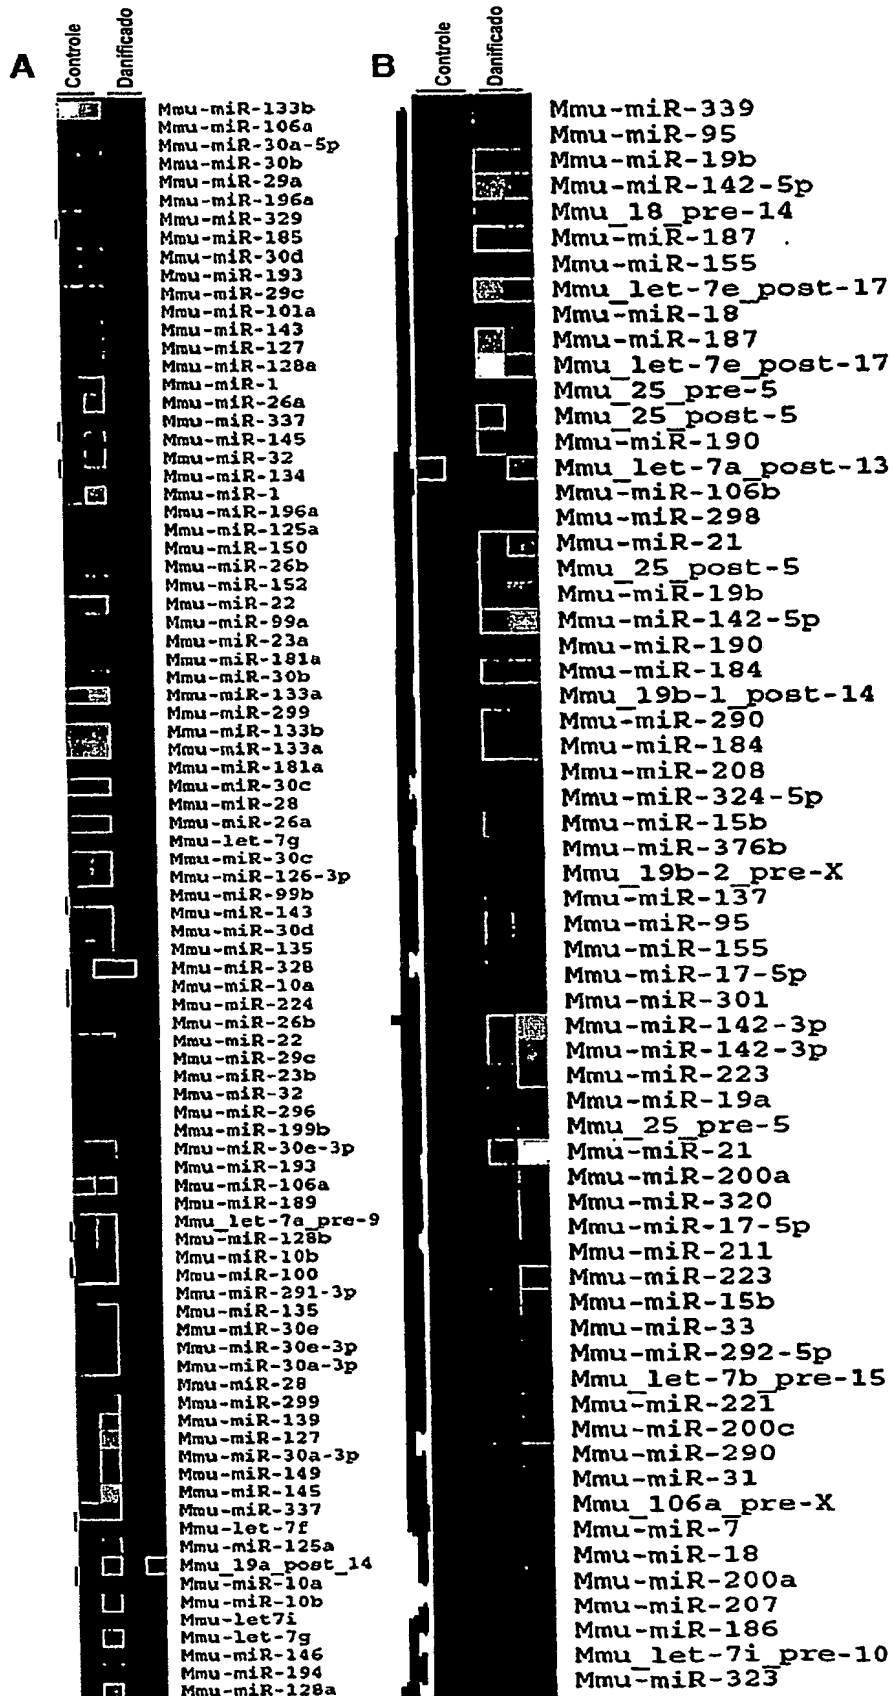 A
Controle
Danificado
Mmu-miR-133b
Mmu-miR-106a
Mmu-miR-30a-5p
Mmu-miR-30b
Mmu-miR-29a
Mmu-miR-196a
Mmu-miR-329
Mmu-miR-185
Mmu-miR-30d
Mmu-miR-193
Mmu-miR-29c
Mmu-miR-101a
Mmu-miR-143
Mmu-miR-127
Mmu-miR-128a
Mmu-miR-1
Mmu-miR-26a
Mmu-miR-337
Mmu-miR-145
Mmu-miR-32
Mmu-miR-134
Mmu-miR-1
Mmu-miR-196a
Mmu-miR-125a
Mmu-miR-150
Mmu-miR-26b
Mmu-miR-152
Mmu-miR-22
Mmu-miR-99a
Mmu-miR-23a
Mmu-miR-181a
Mmu-miR-30b
Mmu-miR-133a
Mmu-miR-299
Mmu-miR-133b
Mmu-miR-133a
Mmu-miR-181a
Mmu-miR-30c
Mmu-miR-28
Mmu-miR-26a
Mmu-let-7g
Mmu-miR-30c
Mmu-miR-126-3p
Mmu-miR-99b
Mmu-miR-143
Mmu-miR-30d
Mmu-miR-135
Mmu-miR-328
Mmu-miR-10a
Mmu-miR-224
Mmu-miR-26b
Mmu-miR-22
Mmu-miR-29c
Mmu-miR-23b
Mmu-miR-32
Mmu-miR-296
Mmu-miR-199b
Mmu-miR-30e-3p
Mmu-miR-193
Mmu-miR-106a
Mmu-miR-189
Mmu_let-7a_pre-9
Mmu-miR-128b
Mmu-miR-10b
Mmu-miR-100
Mmu-miR-291-3p
Mmu-miR-135
Mmu-miR-30e
Mmu-miR-30e-3p
Mmu-miR-30a-3p
Mmu-miR-28
Mmu-miR-299
Mmu-miR-139
Mmu-miR-127
Mmu-miR-30a-3p
Mmu-miR-149
Mmu-miR-145
Mmu-miR-337
Mmu-let-7f
Mmu-miR-125a
Mmu_19a_post_14
Mmu-miR-10a
Mmu-miR-10b
Mmu-let7i
Mmu-let-7g
Mmu-miR-146
Mmu-miR-194
Mmu-miR-128a
B
Controle
Danificado
Mmu-miR-339
Mmu-miR-95
Mmu-miR-19b
Mmu-miR-142-5p
Mmu_18_pre-14
Mmu-miR-187
Mmu-miR-155
Mmu_let-7e_post-17
Mmu-miR-18
Mmu-miR-187
Mmu_let-7e_post-17
Mmu_25_pre-5
Mmu_25_post-5
Mmu-miR-190
Mmu_let-7a_post-13
Mmu-miR-106b
Mmu-miR-298
Mmu-miR-21
Mmu_25_post-5
Mmu-miR-19b
Mmu-miR-142-5p
Mmu-miR-190
Mmu-miR-184
Mmu_19b-1_post-14
Mmu-miR-290
Mmu-miR-184
Mmu-miR-208
Mmu-miR-324-5p
Mmu-miR-15b
Mmu-miR-376b
Mmu_19b-2_pre-X
Mmu-miR-137
Mmu-miR-95
Mmu-miR-155
Mmu-miR-17-5p
Mmu-miR-301
Mmu-miR-142-3p
Mmu-miR-142-3p
Mmu-miR-223
Mmu-miR-19a
Mmu_25_pre-5
Mmu-miR-21
Mmu-miR-200a
Mmu-miR-320
Mmu-miR-17-5p
Mmu-miR-211
Mmu-miR-223
Mmu-miR-15b
Mmu-miR-33
Mmu-miR-292-5p
Mmu_let-7b_pre-15
Mmu-miR-221
Mmu-miR-200c
Mmu-miR-290
Mmu-miR-31
Mmu_106a_pre-X
Mmu-miR-7
Mmu-miR-18
Mmu-miR-200a
Mmu-miR-207
Mmu-miR-186
Mmu_let-7i_pre-10
Mmu-miR-323